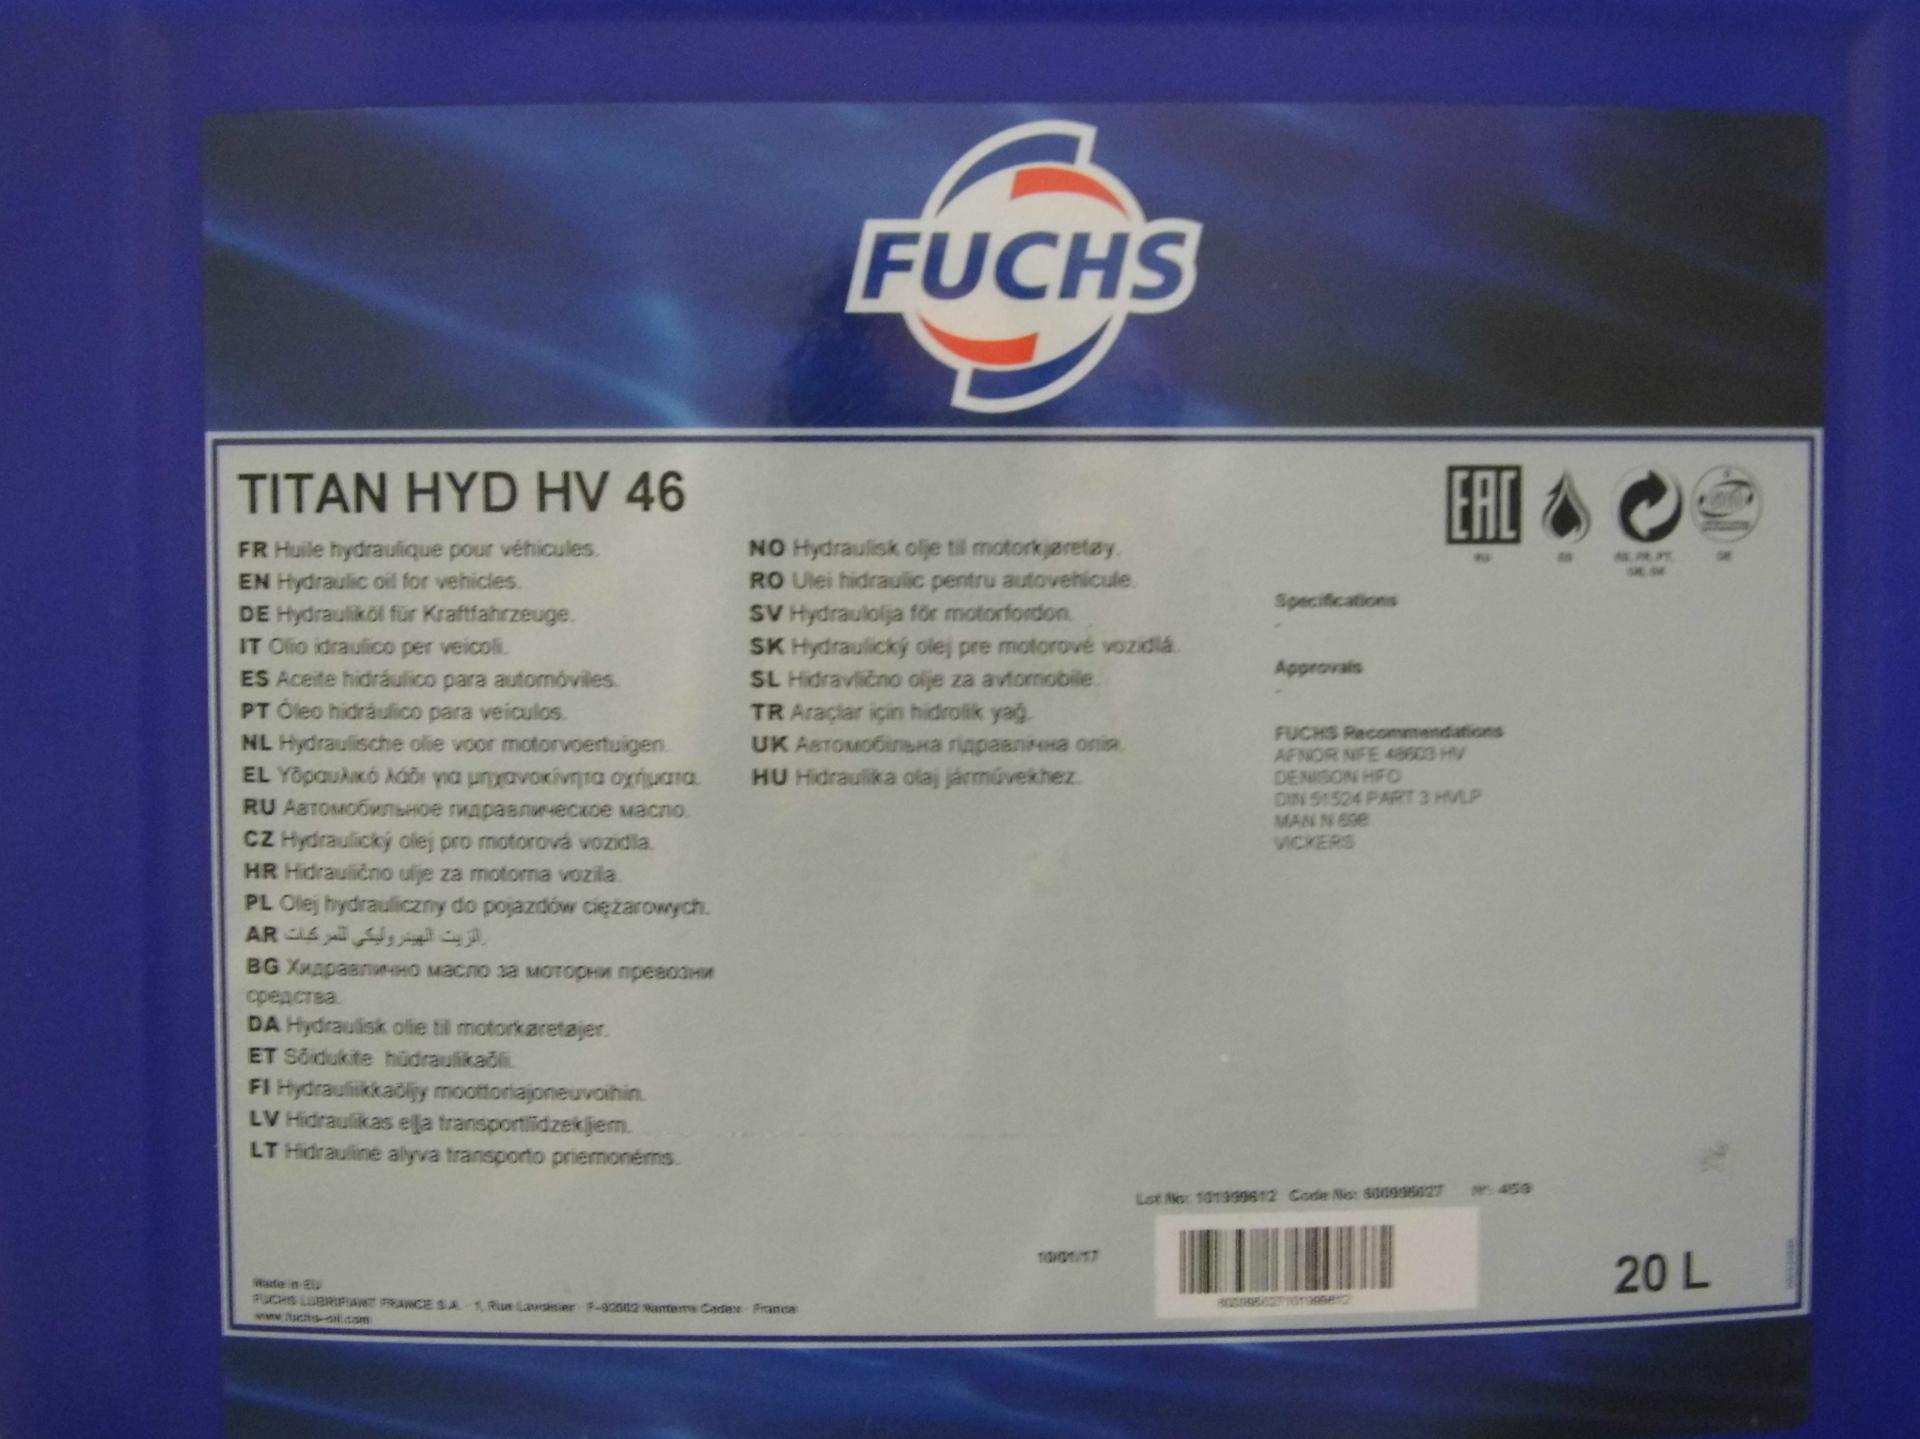 FUCHS
TITAN HYD HV 46
FR Huile hydraulique pour véhicules.
EN Hydraulic oil for vehicles.
DE Hydrauliköl für Kraftfahrzeuge.
IT Olio idraulico per veicoli.
ES Aceite hidráulico para automóviles.
PT Óleo hidráulico para veículos.
NL Hydraulische olie voor motorvoertuigen.
EL Υδραυλικό λάδι για μηχανοκίνητα οχήματα.
RU Автомобильное гидравлическое масло.
CZ Hydraulický olej pro motorová vozidla.
HR Hidraulično ulje za motorna vozila.
PL Olej hydrauliczny do pojazdów ciężarowych.
AR الزيت الهيدروليكي للمركبات.
BG Хидравлично масло за моторни превозни
средства.
DA Hydraulisk olie til motorkøretøjer.
ET Sõidukite hüdraulikaõli.
FI Hydrauliikkaöljy moottoriajoneuvoihin.
LV Hidraulikas eļļa transportlīdzekļiem.
LT Hidraulinė alyva transporto priemonėms.
NO Hydraulisk olje til motorkjøretøy.
RO Ulei hidraulic pentru autovehicule.
SV Hydraulolja för motorfordon.
SK Hydraulický olej pre motorové vozidlá.
SL Hidravlično olje za avtomobile.
TR Araçlar için hidrolik yağ.
UK Автомобільна гідравлічна олія.
HU Hidraulika olaj járművekhez.
EAC
RU
Specifications
-
Approvals
-
FUCHS Recommendations
AFNOR NFE 48603 HV
DENISON HFO
DIN 51524 PART 3 HVLP
MAN N 698
VICKERS
Lot No: 101999612 Code No: 600995027
10/01/17
20 L
Made in EU
FUCHS LUBRIFIANT FRANCE S.A. - 1, Rue Lavoisier - F-92002 Nanterre Cedex - France
www.fuchs-oil.com